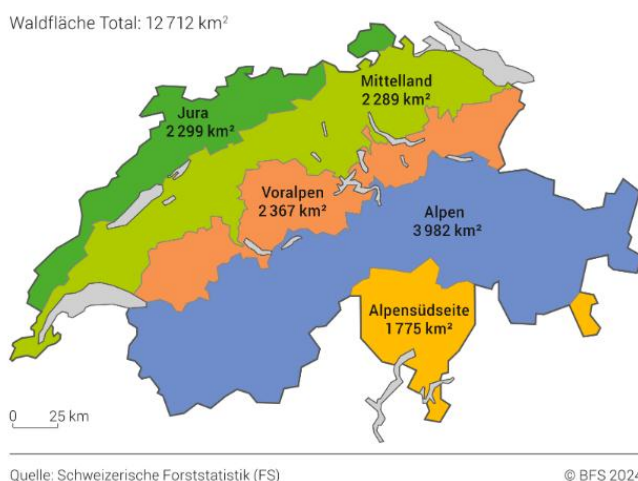 Waldfläche Total: 12 712 km²
Mittelland
2 289 km²
Jura
2 299 km²
Voralpen
2 367 km²
Alpen
3 982 km²
Alpensüdseite
1 775 km²
0 25 km
Quelle: Schweizerische Forststatistik (FS)
© BFS 2024